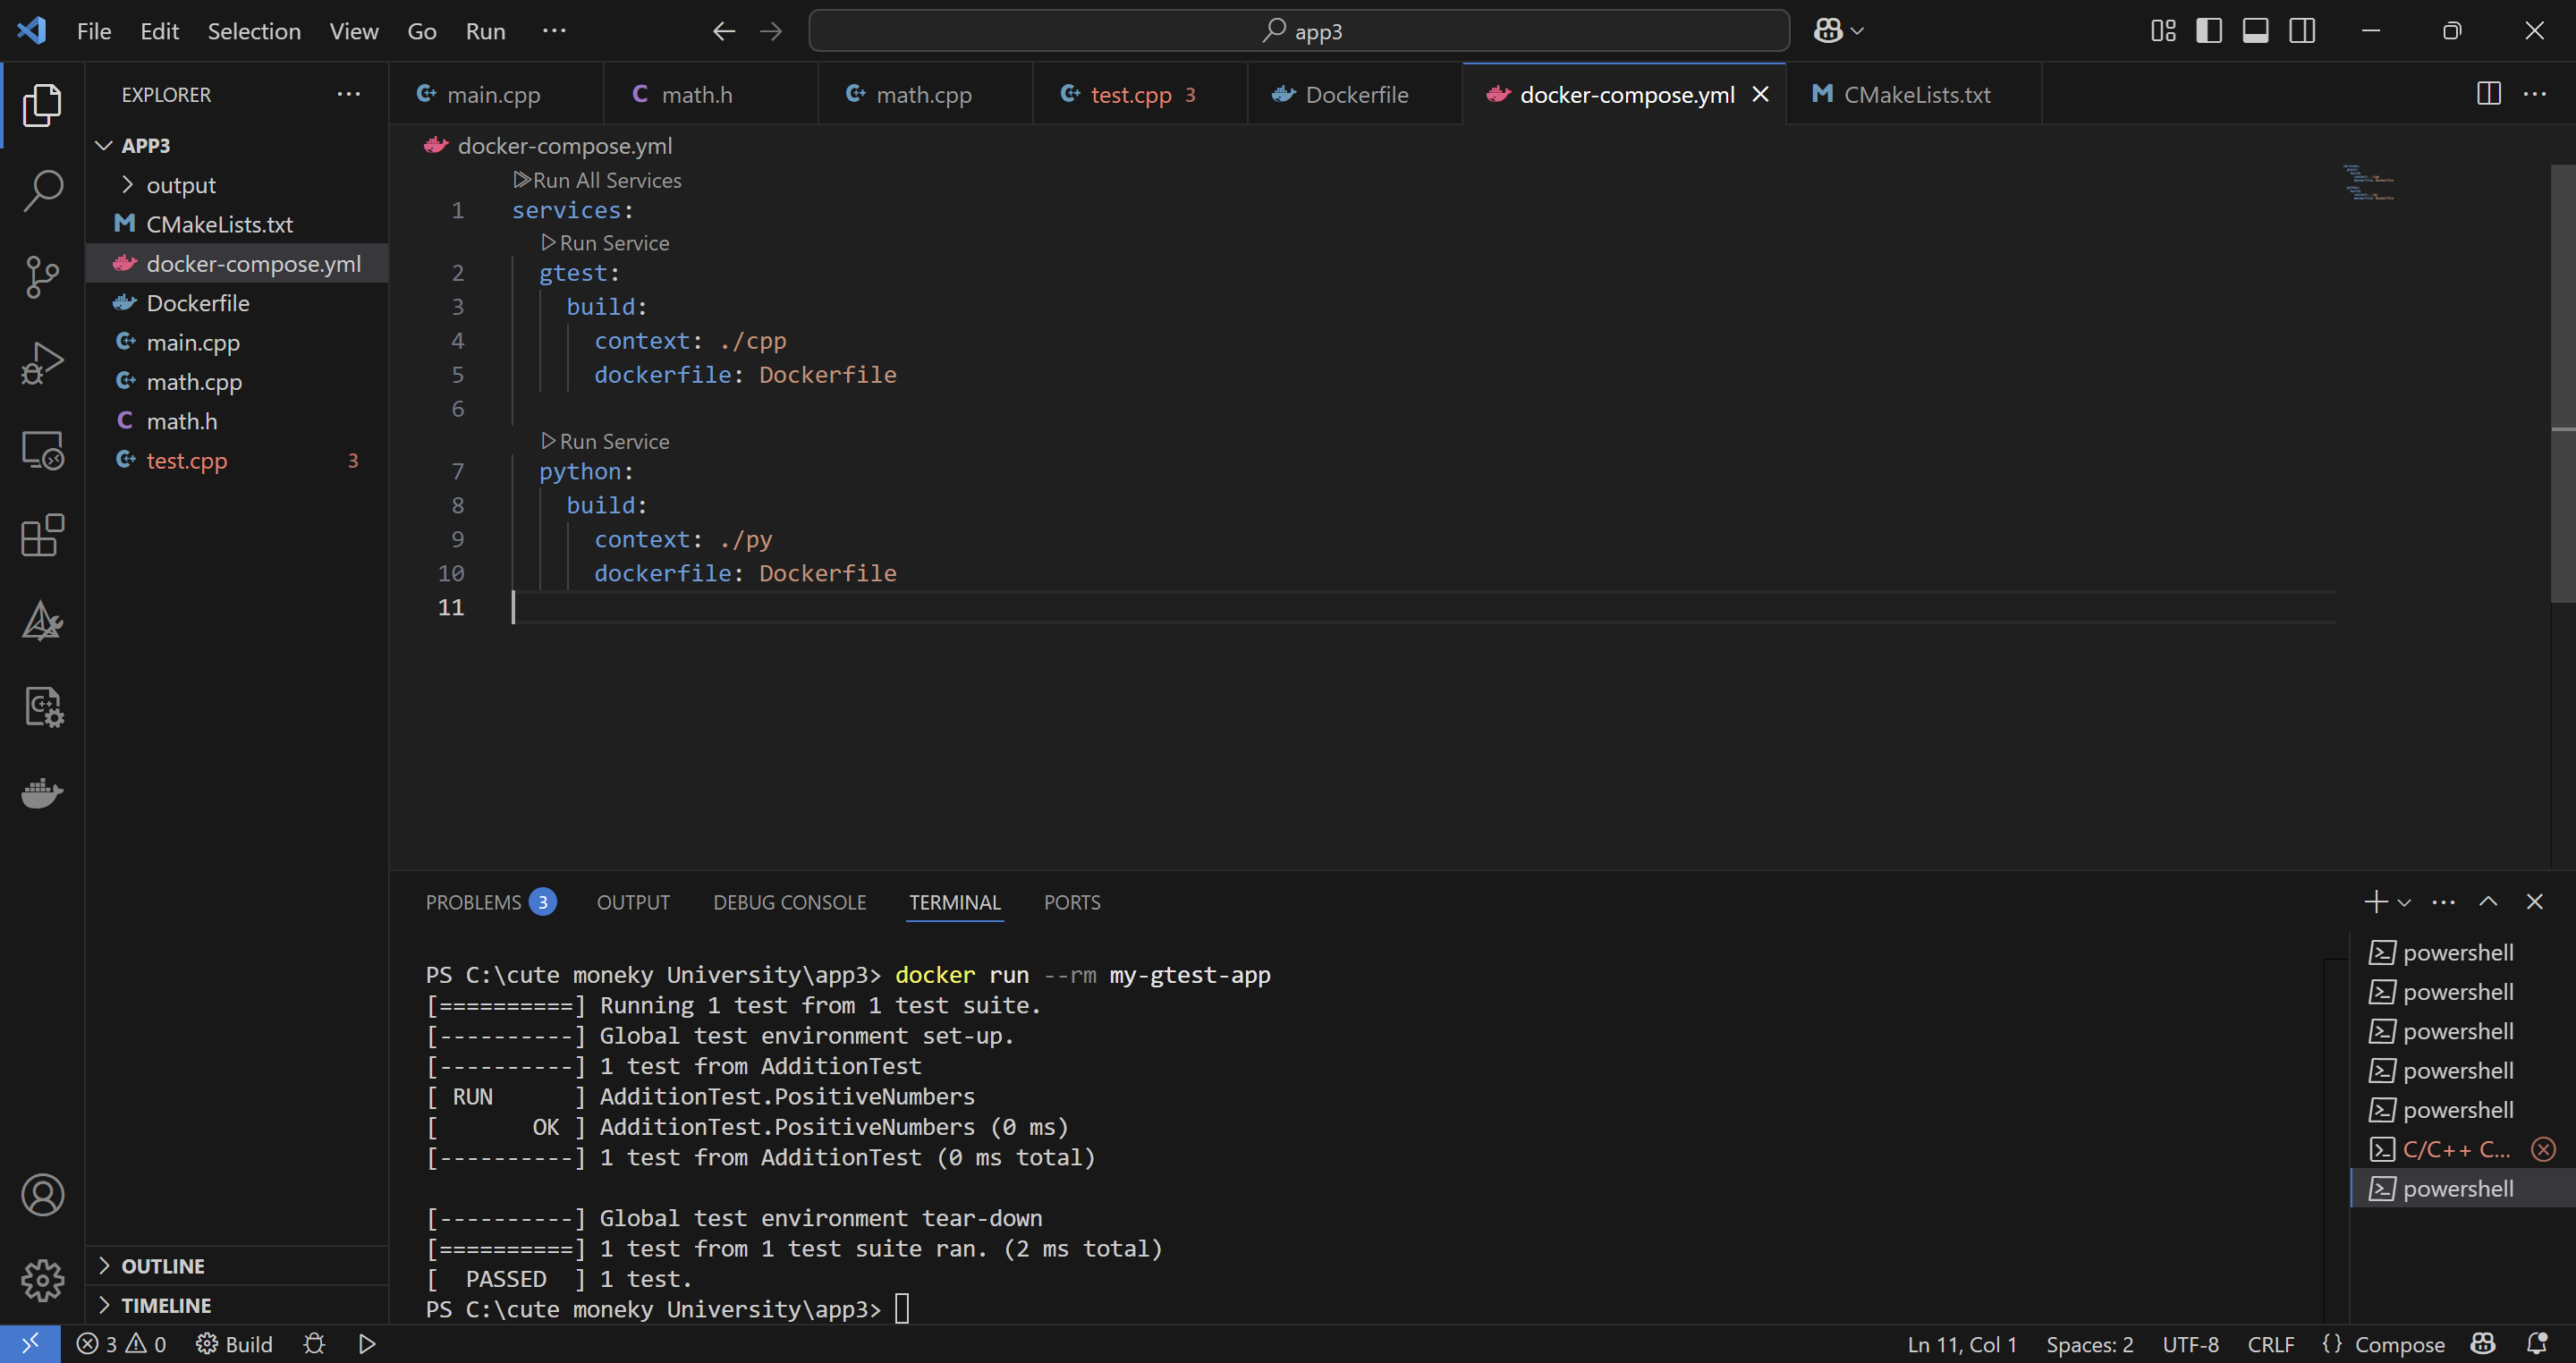 File Edit Selection View Go Run ···
app3
EXPLORER ···
APP3
output
CMakeLists.txt
docker-compose.yml
Dockerfile
main.cpp
math.cpp
math.h
test.cpp 3
OUTLINE
TIMELINE
main.cpp math.h math.cpp test.cpp 3 Dockerfile docker-compose.yml CMakeLists.txt
docker-compose.yml
Run All Services
1 services:
Run Service
2 gtest:
3 build:
4 context: ./cpp
5 dockerfile: Dockerfile
6
Run Service
7 python:
8 build:
9 context: ./py
10 dockerfile: Dockerfile
11
PROBLEMS 3 OUTPUT DEBUG CONSOLE TERMINAL PORTS
PS C:\cute moneky University\app3> docker run --rm my-gtest-app
[==========] Running 1 test from 1 test suite.
[----------] Global test environment set-up.
[----------] 1 test from AdditionTest
[ RUN      ] AdditionTest.PositiveNumbers
[       OK ] AdditionTest.PositiveNumbers (0 ms)
[----------] 1 test from AdditionTest (0 ms total)
[----------] Global test environment tear-down
[==========] 1 test from 1 test suite ran. (2 ms total)
[  PASSED  ] 1 test.
PS C:\cute moneky University\app3>
powershell
powershell
powershell
powershell
powershell
C/C++ C...
powershell
3 0 Build Ln 11, Col 1 Spaces: 2 UTF-8 CRLF {} Compose